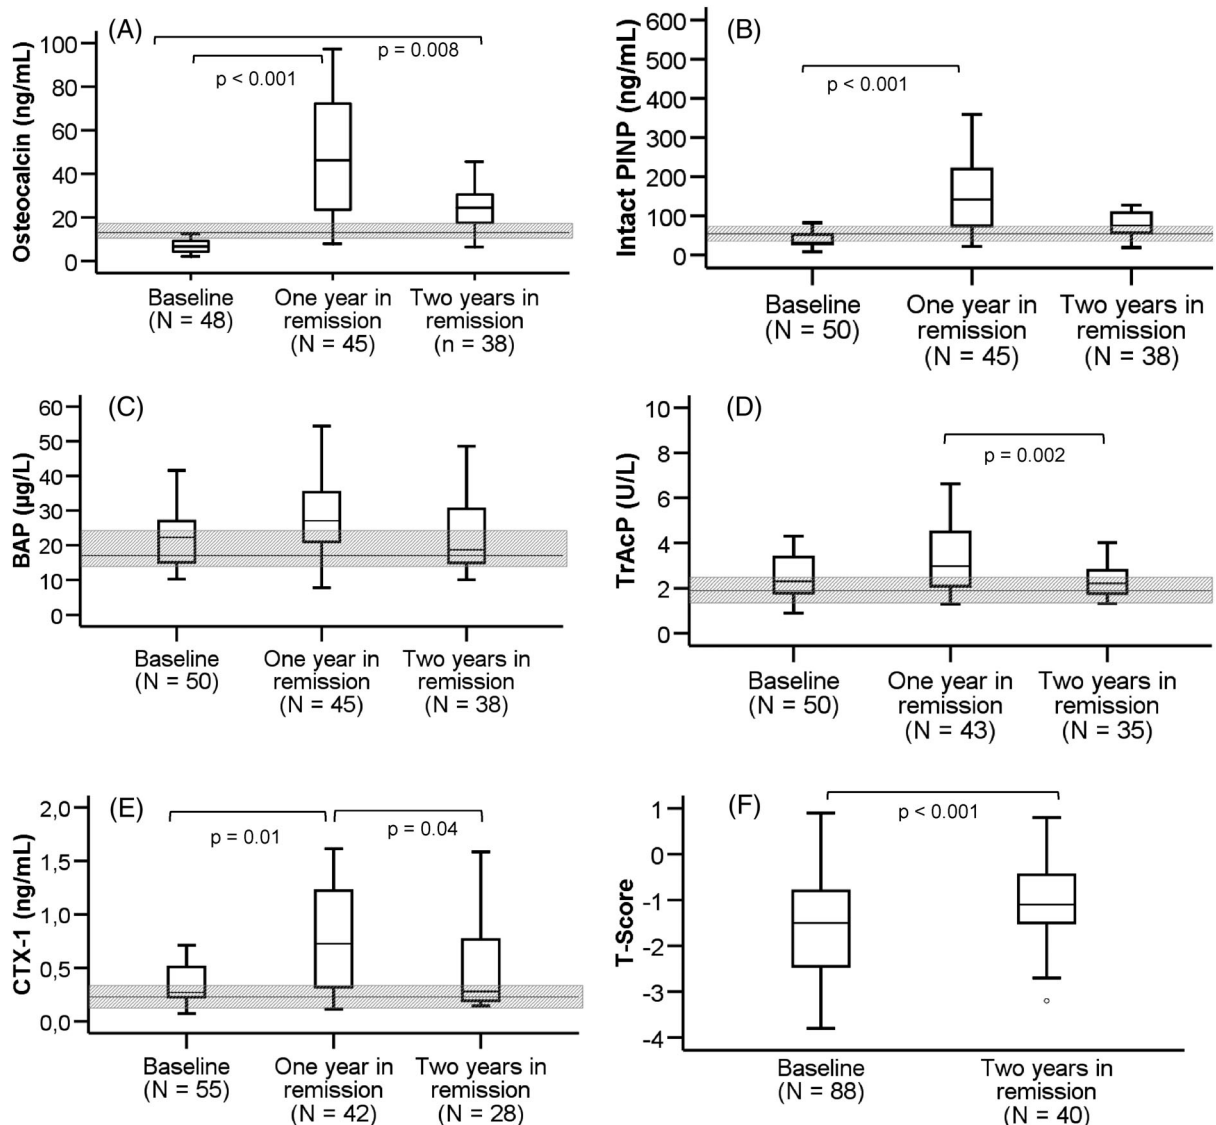 (A)
Osteocalcin (ng/mL)
100
80
60
40
20
0
p = 0.008
p < 0.001
Baseline
(N = 48)
One year in
remission
(N = 45)
Two years in
remission
(n = 38)
(B)
Intact PINP (ng/mL)
600
500
400
300
200
100
0
p < 0.001
Baseline
(N = 50)
One year in
remission
(N = 45)
Two years in
remission
(N = 38)
(C)
BAP (µg/L)
60
50
40
30
20
10
0
Baseline
(N = 50)
One year in
remission
(N = 45)
Two years in
remission
(N = 38)
(D)
TrAcP (U/L)
10
8
6
4
2
0
p = 0.002
Baseline
(N = 50)
One year in
remission
(N = 43)
Two years in
remission
(N = 35)
(E)
CTX-1 (ng/mL)
2,0
1,5
1,0
0,5
0,0
p = 0.01
p = 0.04
Baseline
(N = 55)
One year in
remission
(N = 42)
Two years in
remission
(N = 28)
(F)
T-Score
1
0
-1
-2
-3
-4
p < 0.001
Baseline
(N = 88)
Two years in
remission
(N = 40)